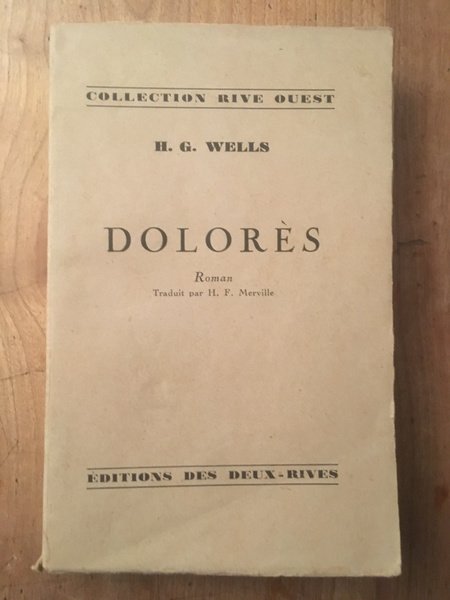 COLLECTION RIVE OUEST
H. G. WELLS
DOLORÈS
Roman
Traduit par H. F. Merville
ÉDITIONS DES DEUX-RIVES